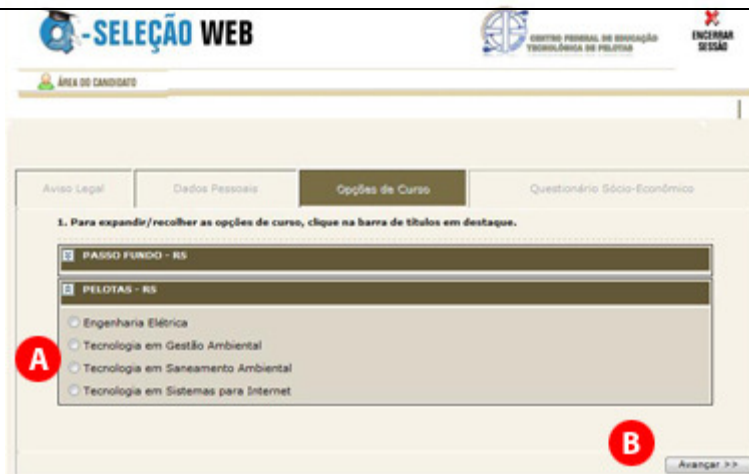 -SELEÇÃO WEB
CENTRO FEDERAL DE EDUCAÇÃO
TECNOLÓGICA DE PELOTAS
ENCERRAR
SESSÃO
ÁREA DO CANDIDATO
Aviso Legal
Dados Pessoais
Opções de Curso
Questionário Sócio-Econômico
1. Para expandir/recolher as opções de curso, clique na barra de títulos em destaque.
PASSO FUNDO - RS
PELOTAS - RS
Engenharia Elétrica
Tecnologia em Gestão Ambiental
A
Tecnologia em Saneamento Ambiental
Tecnologia em Sistemas para Internet
B
Avançar >>